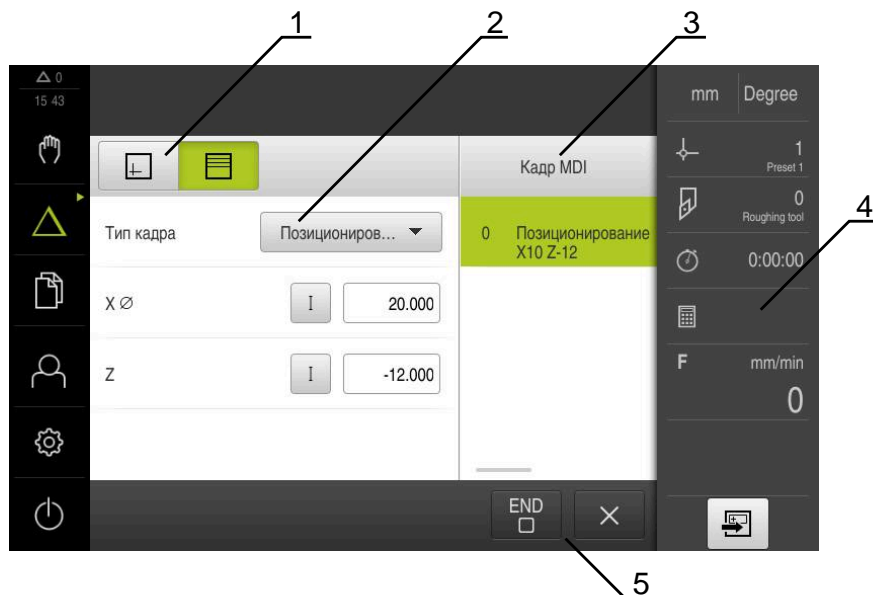 1 2 3
0
15 43
mm Degree
Кадр MDI
1
Preset 1
Тип кадра Позициониров...
0 Позиционирование
X10 Z-12
0
Roughing tool
4
0:00:00
X ∅ I 20.000
Z I -12.000
F mm/min
0
END
5